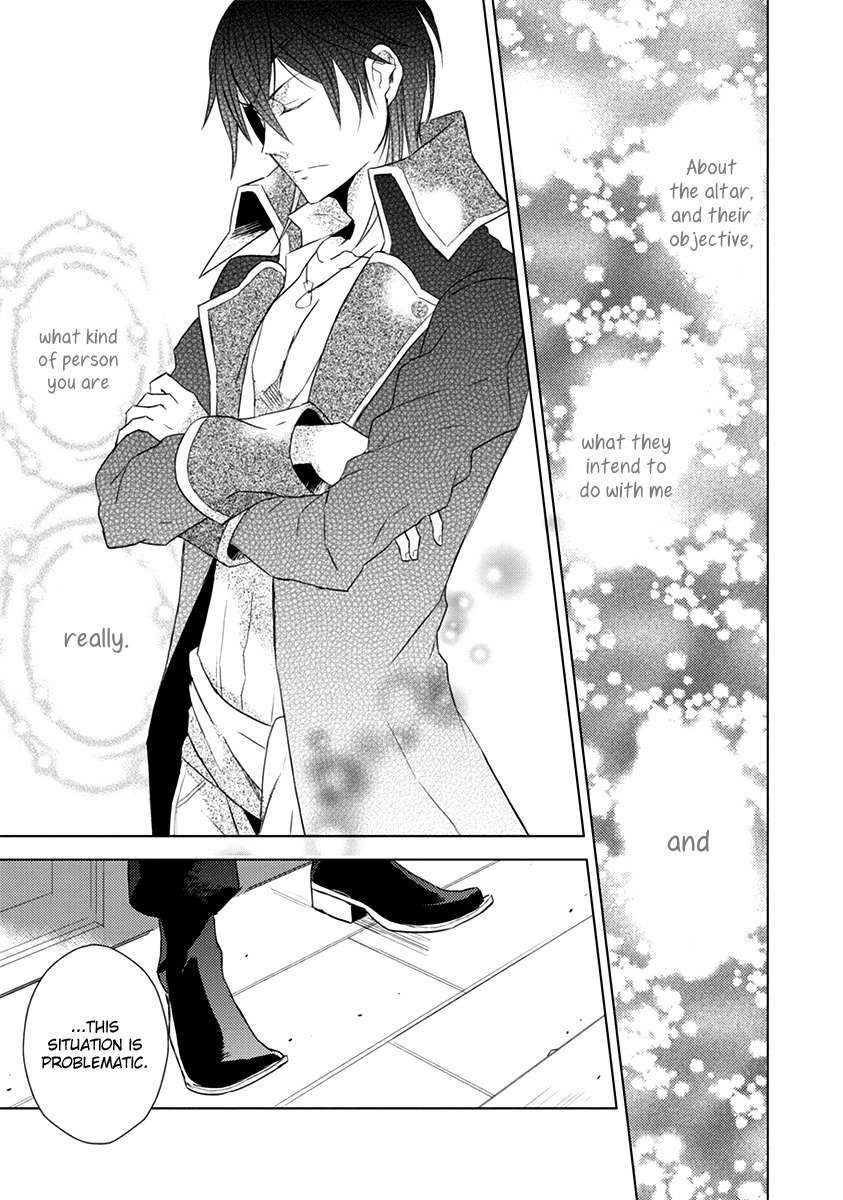 About
the altar,
and their
objective,
what they
intend to
do with me
and
what kind
of person
you are
really.
...THIS
SITUATION IS
PROBLEMATIC.